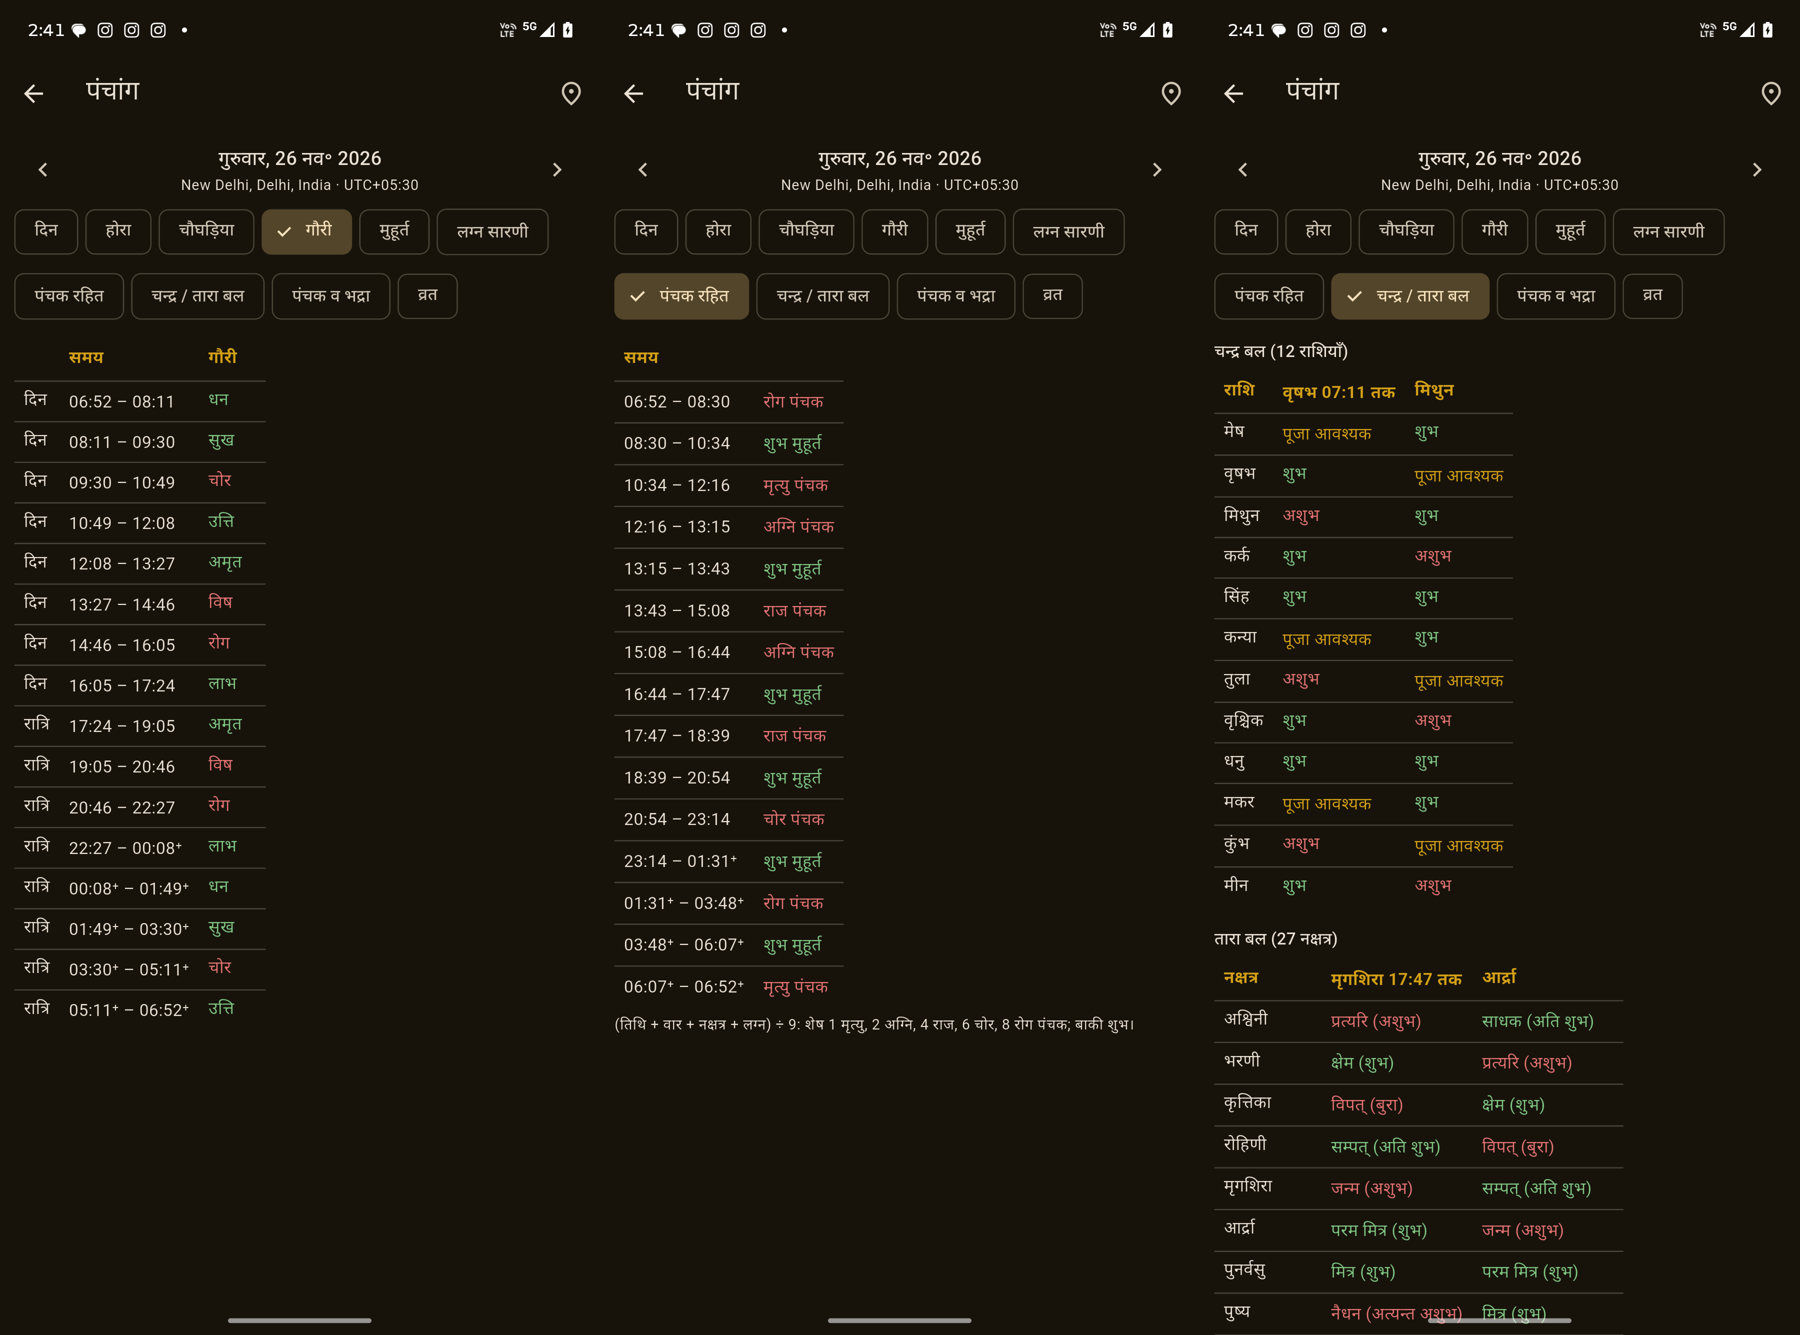 2:41
VoLTE 5G
पंचांग
गुरुवार, 26 नव॰ 2026
New Delhi, Delhi, India · UTC+05:30
दिन होरा चौघड़िया गौरी मुहूर्त लग्न सारणी
पंचक रहित चन्द्र / तारा बल पंचक व भद्रा व्रत
समय गौरी
दिन 06:52 – 08:11 धन
दिन 08:11 – 09:30 सुख
दिन 09:30 – 10:49 चोर
दिन 10:49 – 12:08 उत्ति
दिन 12:08 – 13:27 अमृत
दिन 13:27 – 14:46 विष
दिन 14:46 – 16:05 रोग
दिन 16:05 – 17:24 लाभ
रात्रि 17:24 – 19:05 अमृत
रात्रि 19:05 – 20:46 विष
रात्रि 20:46 – 22:27 रोग
रात्रि 22:27 – 00:08⁺ लाभ
रात्रि 00:08⁺ – 01:49⁺ धन
रात्रि 01:49⁺ – 03:30⁺ सुख
रात्रि 03:30⁺ – 05:11⁺ चोर
रात्रि 05:11⁺ – 06:52⁺ उत्ति
2:41
VoLTE 5G
पंचांग
गुरुवार, 26 नव॰ 2026
New Delhi, Delhi, India · UTC+05:30
दिन होरा चौघड़िया गौरी मुहूर्त लग्न सारणी
पंचक रहित चन्द्र / तारा बल पंचक व भद्रा व्रत
समय
06:52 – 08:30 रोग पंचक
08:30 – 10:34 शुभ मुहूर्त
10:34 – 12:16 मृत्यु पंचक
12:16 – 13:15 अग्नि पंचक
13:15 – 13:43 शुभ मुहूर्त
13:43 – 15:08 राज पंचक
15:08 – 16:44 अग्नि पंचक
16:44 – 17:47 शुभ मुहूर्त
17:47 – 18:39 राज पंचक
18:39 – 20:54 शुभ मुहूर्त
20:54 – 23:14 चोर पंचक
23:14 – 01:31⁺ शुभ मुहूर्त
01:31⁺ – 03:48⁺ रोग पंचक
03:48⁺ – 06:07⁺ शुभ मुहूर्त
06:07⁺ – 06:52⁺ मृत्यु पंचक
(तिथि + वार + नक्षत्र + लग्न) ÷ 9: शेष 1 मृत्यु, 2 अग्नि, 4 राज, 6 चोर, 8 रोग पंचक; बाकी शुभ।
2:41
VoLTE 5G
पंचांग
गुरुवार, 26 नव॰ 2026
New Delhi, Delhi, India · UTC+05:30
दिन होरा चौघड़िया गौरी मुहूर्त लग्न सारणी
पंचक रहित चन्द्र / तारा बल पंचक व भद्रा व्रत
चन्द्र बल (12 राशियाँ)
राशि वृषभ 07:11 तक मिथुन
मेष पूजा आवश्यक शुभ
वृषभ शुभ पूजा आवश्यक
मिथुन अशुभ शुभ
कर्क शुभ अशुभ
सिंह शुभ शुभ
कन्या पूजा आवश्यक शुभ
तुला अशुभ पूजा आवश्यक
वृश्चिक शुभ अशुभ
धनु शुभ शुभ
मकर पूजा आवश्यक शुभ
कुंभ अशुभ पूजा आवश्यक
मीन शुभ अशुभ
तारा बल (27 नक्षत्र)
नक्षत्र मृगशिरा 17:47 तक आर्द्रा
अश्विनी प्रत्यरि (अशुभ) साधक (अति शुभ)
भरणी क्षेम (शुभ) प्रत्यरि (अशुभ)
कृत्तिका विपत् (बुरा) क्षेम (शुभ)
रोहिणी सम्पत् (अति शुभ) विपत् (बुरा)
मृगशिरा जन्म (अशुभ) सम्पत् (अति शुभ)
आर्द्रा परम मित्र (शुभ) जन्म (अशुभ)
पुनर्वसु मित्र (शुभ) परम मित्र (शुभ)
पुष्य नैधन (अत्यन्त अशुभ) मित्र (शुभ)